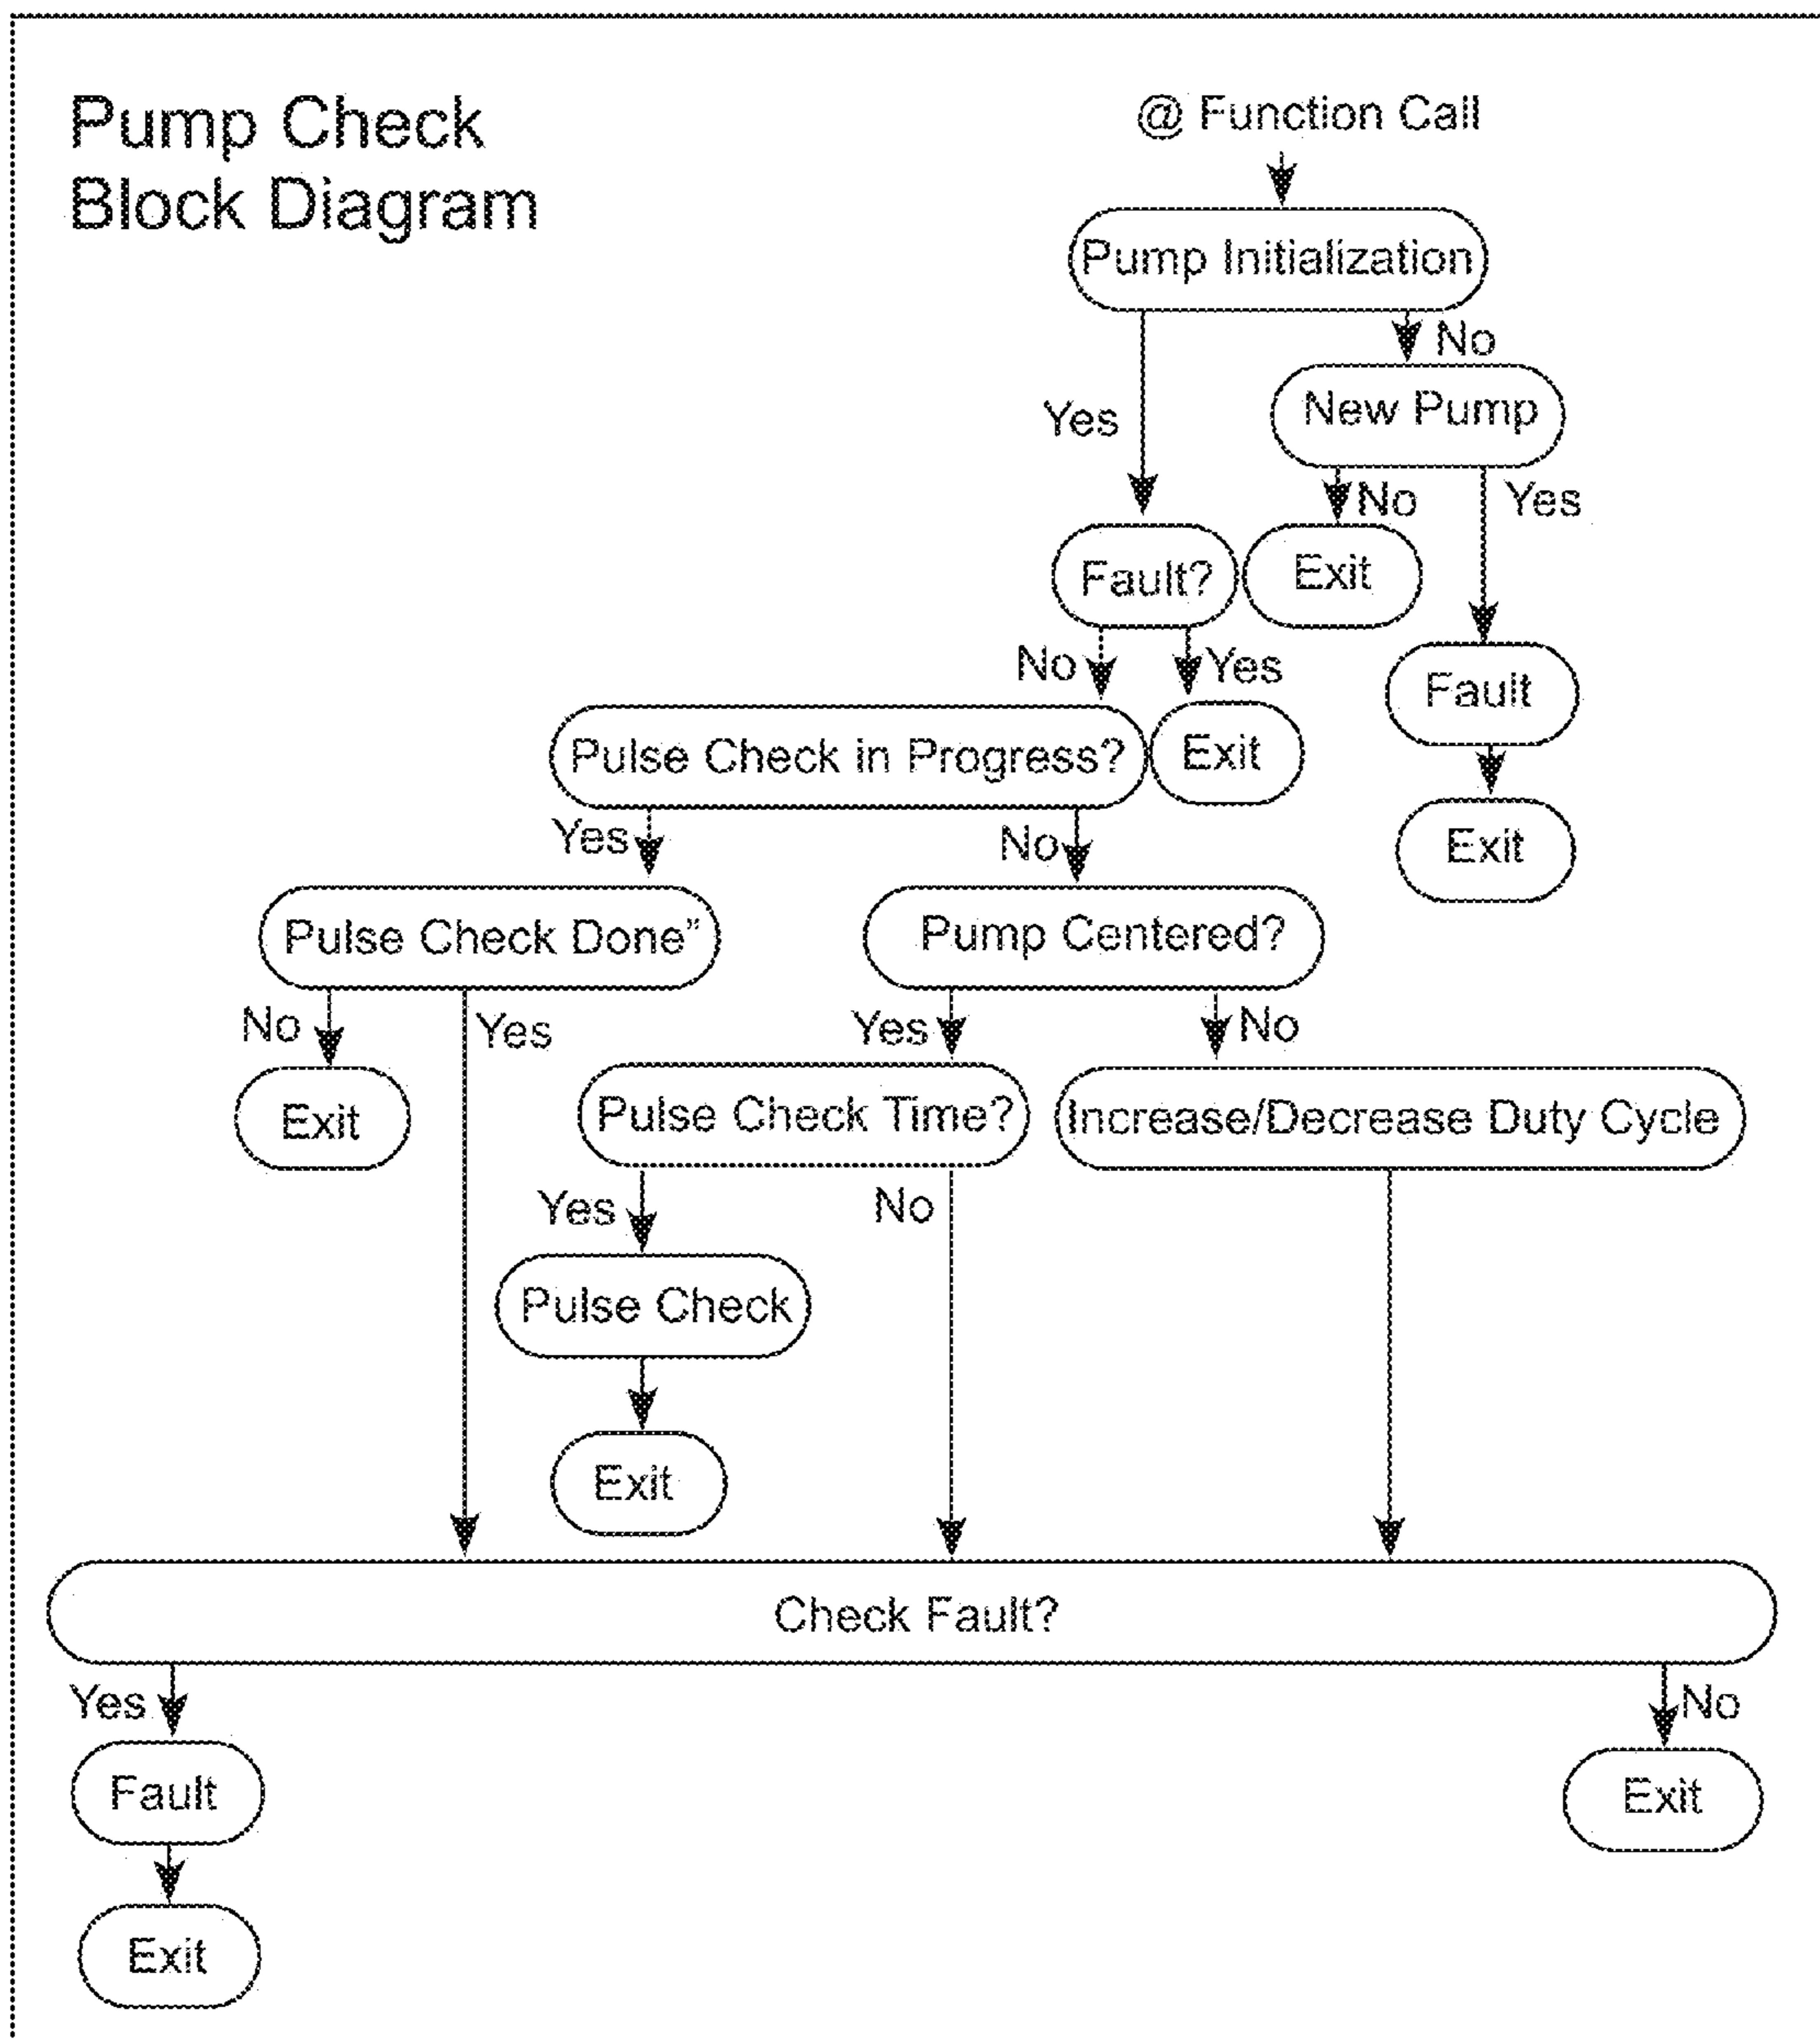 Pump Check
Block Diagram
@ Function Call
Pump Initialization
No
Yes
New Pump
No
Yes
Fault?
Exit
No
Yes
Fault
Pulse Check in Progress?
Exit
Yes
No
Exit
Pulse Check Done”
Pump Centered?
No
Yes
Yes
No
Exit
Pulse Check Time?
Increase/Decrease Duty Cycle
Yes
No
Pulse Check
Exit
Check Fault?
Yes
No
Fault
Exit
Exit